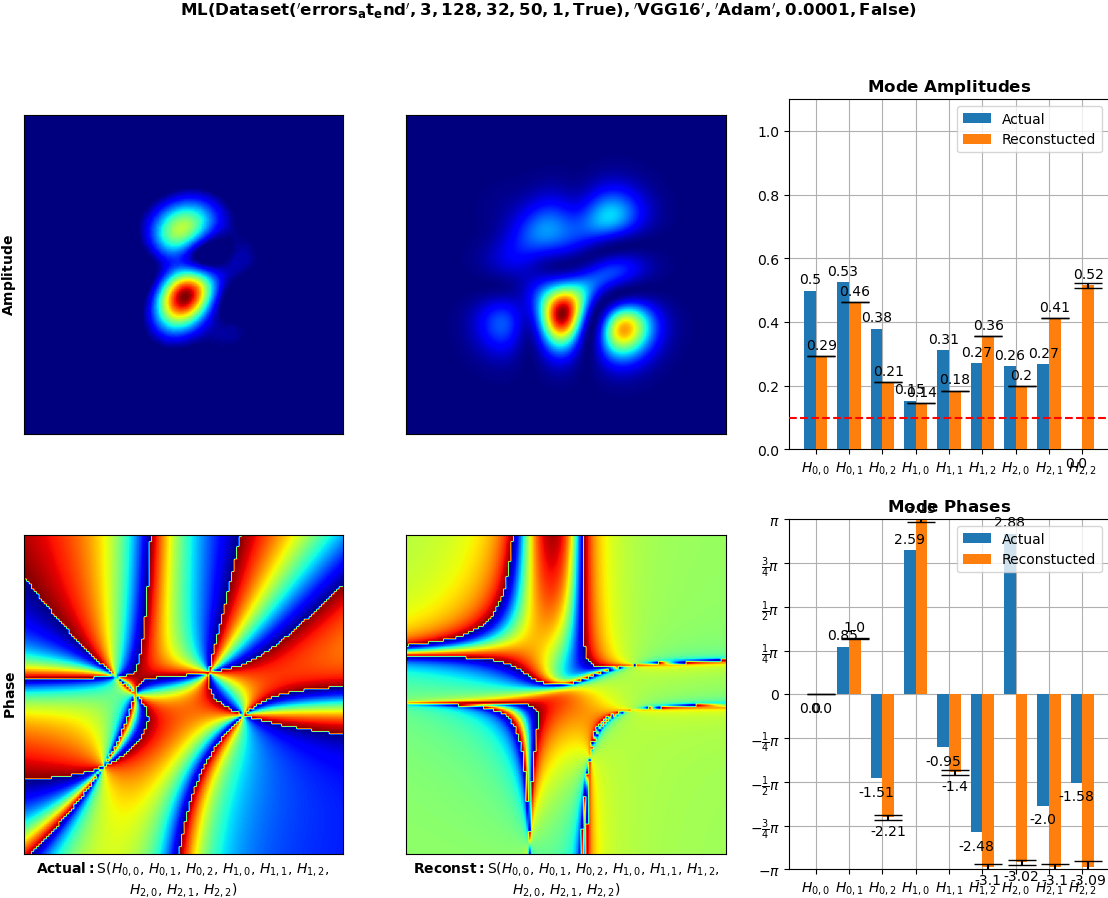 ML(Dataset('errors_at_end', 3, 128, 32, 50, 1, True), 'VGG16', 'Adam', 0.0001, False)
Mode Amplitudes
Amplitude
1.0
0.8
0.6
0.4
0.2
0.0
Actual
Reconstucted
0.5
0.29
0.53
0.46
0.38
0.21
0.15
0.14
0.31
0.18
0.27
0.36
0.26
0.2
0.27
0.41
0.0
0.52
H0,0 H0,1 H0,2 H1,0 H1,1 H1,2 H2,0 H2,1 H2,2
Mode Phases
Phase
π
3/4π
1/2π
1/4π
0
−1/4π
−1/2π
−3/4π
−π
Actual
Reconstucted
0.0
0.0
0.85
1.0
-1.51
-2.21
2.59
-0.95
-1.4
-2.48
-3.1
2.88
-3.02
-2.0
-3.1
-1.58
-3.09
H0,0 H0,1 H0,2 H1,0 H1,1 H1,2 H2,0 H2,1 H2,2
Actual: S(H0,0, H0,1, H0,2, H1,0, H1,1, H1,2,
H2,0, H2,1, H2,2)
Reconst: S(H0,0, H0,1, H0,2, H1,0, H1,1, H1,2,
H2,0, H2,1, H2,2)